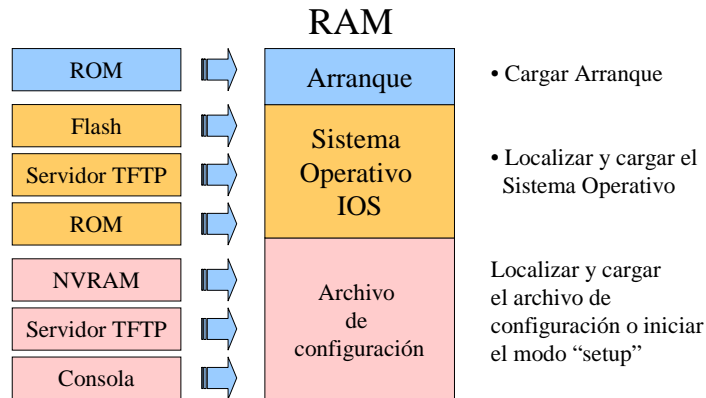 RAM
ROM
Flash
Servidor TFTP
ROM
NVRAM
Servidor TFTP
Consola
Arranque
Sistema
Operativo
IOS
Archivo
de
configuración
• Cargar Arranque
• Localizar y cargar el
Sistema Operativo
Localizar y cargar
el archivo de
configuración o iniciar
el modo “setup”